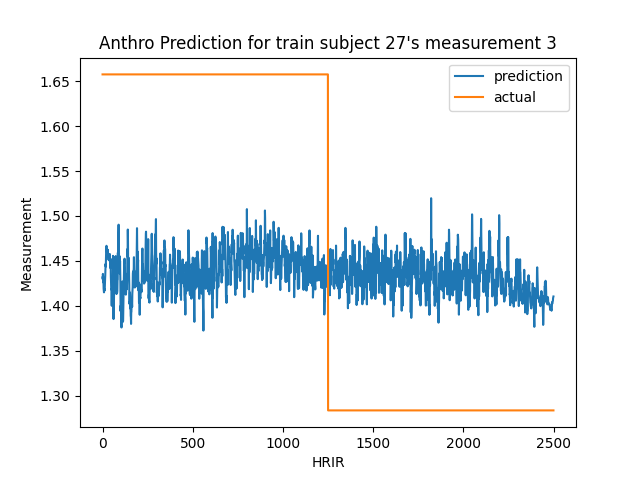 Anthro Prediction for train subject 27's measurement 3
prediction
actual
Measurement
1.65
1.60
1.55
1.50
1.45
1.40
1.35
1.30
0 500 1000 1500 2000 2500
HRIR